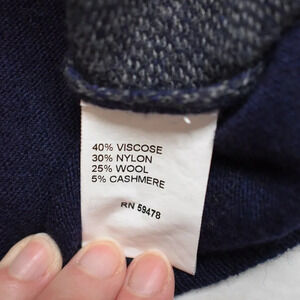 40% VISCOSE
30% NYLON
25% WOOL
5% CASHMERE
RN 59478